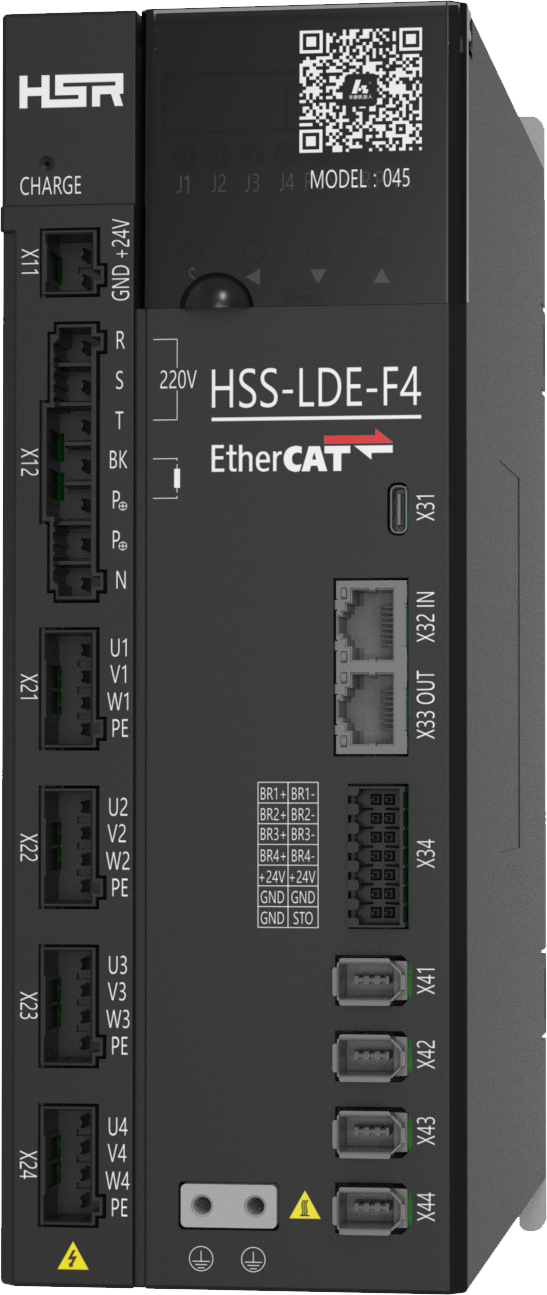 HSR
CHARGE
J1 J2 J3 J4
MODEL : 045
S
X11
GND +24V
X12
R
S
T
BK
P⊕
P⊕
N
220V
HSS-LDE-F4
EtherCAT
X31
X32 IN
X33 OUT
X21
U1
V1
W1
PE
X22
U2
V2
W2
PE
BR1+ BR1-
BR2+ BR2-
BR3+ BR3-
BR4+ BR4-
+24V +24V
GND GND
GND STO
X34
X23
U3
V3
W3
PE
X41
X42
X43
X44
X24
U4
V4
W4
PE